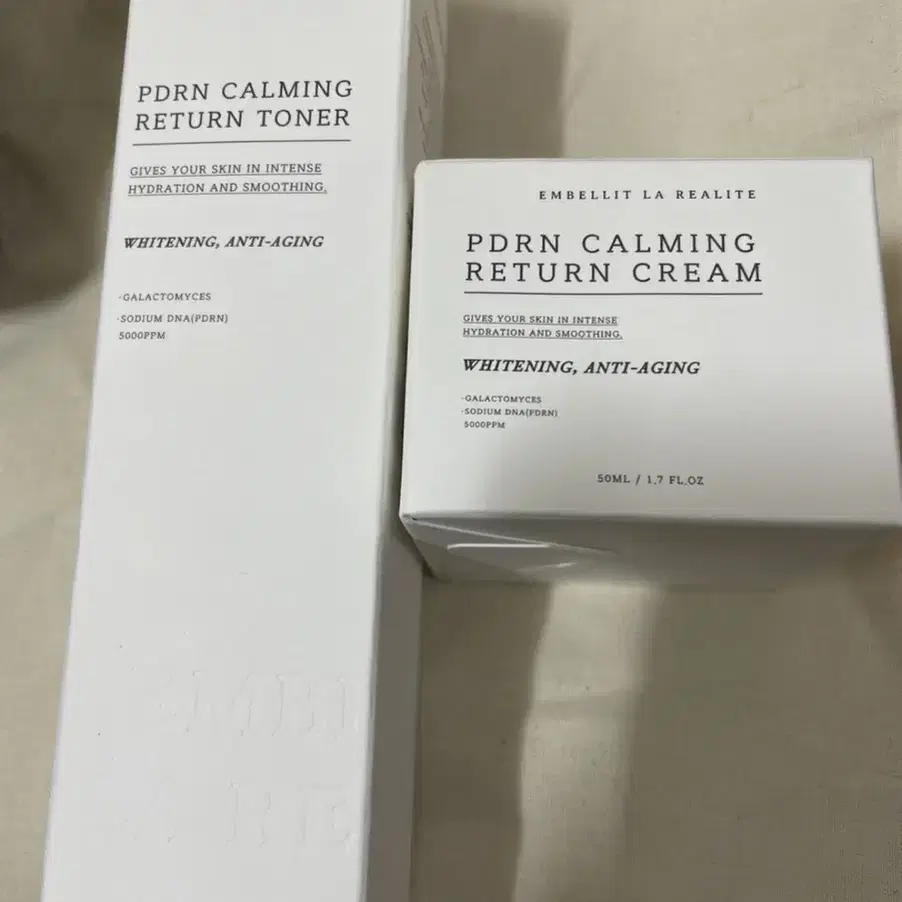 PDRN CALMING
RETURN TONER
GIVES YOUR SKIN IN INTENSE
HYDRATION AND SMOOTHING.
WHITENING, ANTI-AGING
·GALACTOMYCES
·SODIUM DNA(PDRN)
5000PPM
EMBELLIT LA REALITE
PDRN CALMING
RETURN CREAM
GIVES YOUR SKIN IN INTENSE
HYDRATION AND SMOOTHING.
WHITENING, ANTI-AGING
·GALACTOMYCES
·SODIUM DNA(PDRN)
5000PPM
50ML / 1.7 FL.OZ